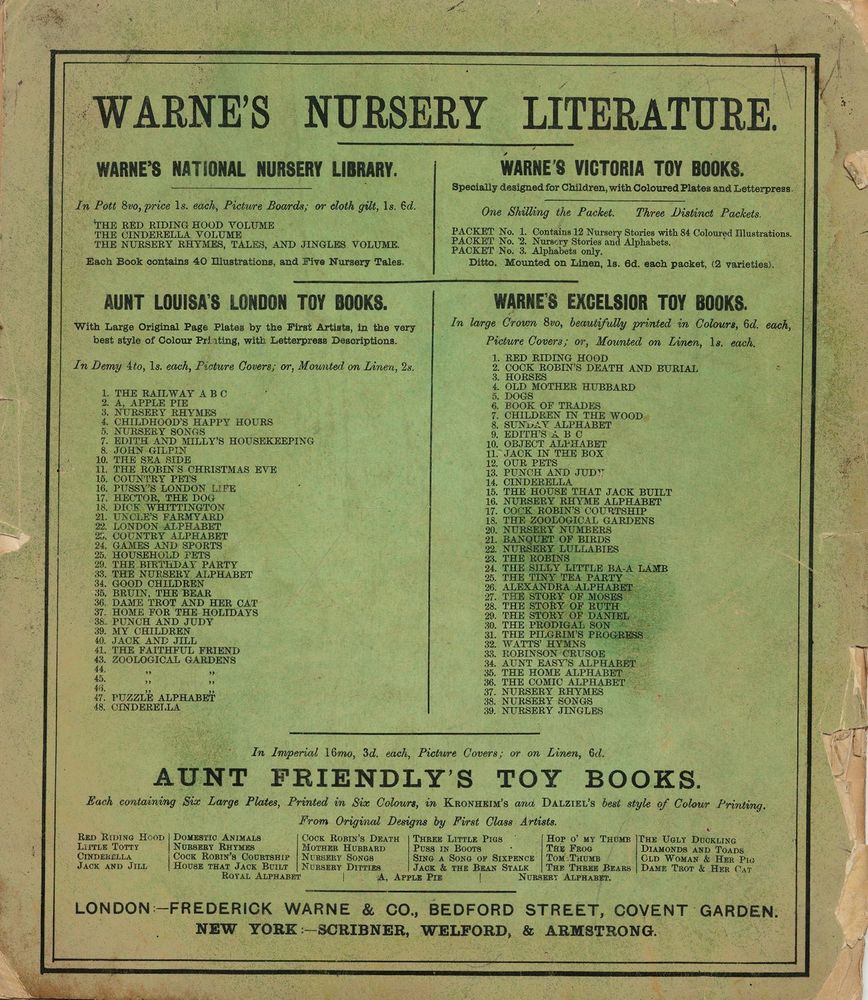 WARNE'S NURSERY LITERATURE.
WARNE'S NATIONAL NURSERY LIBRARY.
In Pott 8vo, price 1s. each, Picture Boards; or cloth gilt, 1s. 6d.
THE RED RIDING HOOD VOLUME
THE CINDERELLA VOLUME
THE NURSERY RHYMES, TALES, AND JINGLES VOLUME.
Each Book contains 40 Illustrations, and Five Nursery Tales.
WARNE'S VICTORIA TOY BOOKS.
Specially designed for Children, with Coloured Plates and Letterpress
One Shilling the Packet. Three Distinct Packets.
PACKET No. 1. Contains 12 Nursery Stories with 84 Coloured Illustrations.
PACKET No. 2. Nursery Stories and Alphabets.
PACKET No. 3. Alphabets only.
Ditto. Mounted on Linen, 1s. 6d. each packet, (2 varieties).
AUNT LOUISA'S LONDON TOY BOOKS.
With Large Original Page Plates by the First Artists, in the very
best style of Colour Printing, with Letterpress Descriptions.
In Demy 4to, 1s. each, Picture Covers; or, Mounted on Linen, 2s.
1. THE RAILWAY A B C
2. A, APPLE PIE
3. NURSERY RHYMES
4. CHILDHOOD'S HAPPY HOURS
5. NURSERY SONGS
7. EDITH AND MILLY'S HOUSEKEEPING
8. JOHN GILPIN
10. THE SEA SIDE
11. THE ROBIN'S CHRISTMAS EVE
15. COUNTRY PETS
16. PUSSY'S LONDON LIFE
17. HECTOR, THE DOG
18. DICK WHITTINGTON
21. UNCLE'S FARMYARD
22. LONDON ALPHABET
23. COUNTRY ALPHABET
24. GAMES AND SPORTS
25. HOUSEHOLD PETS
29. THE BIRTHDAY PARTY
33. THE NURSERY ALPHABET
34. GOOD CHILDREN
35. BRUIN, THE BEAR
36. DAME TROT AND HER CAT
37. HOME FOR THE HOLIDAYS
38. PUNCH AND JUDY
39. MY CHILDREN
40. JACK AND JILL
41. THE FAITHFUL FRIEND
43. ZOOLOGICAL GARDENS
44. " "
45. " "
46. " "
47. PUZZLE ALPHABET
48. CINDERELLA
WARNE'S EXCELSIOR TOY BOOKS.
In large Crown 8vo, beautifully printed in Colours, 6d. each,
Picture Covers; or, Mounted on Linen, 1s. each.
1. RED RIDING HOOD
2. COCK ROBIN'S DEATH AND BURIAL
3. HORSES
4. OLD MOTHER HUBBARD
5. DOGS
6. BOOK OF TRADES
7. CHILDREN IN THE WOOD
8. SUNDAY ALPHABET
9. EDITH'S A B C
10. OBJECT ALPHABET
11. JACK IN THE BOX
12. OUR PETS
13. PUNCH AND JUDY
14. CINDERELLA
15. THE HOUSE THAT JACK BUILT
16. NURSERY RHYME ALPHABET
17. COCK ROBIN'S COURTSHIP
18. THE ZOOLOGICAL GARDENS
20. NURSERY NUMBERS
21. BANQUET OF BIRDS
22. NURSERY LULLABIES
23. THE ROBINS
24. THE SILLY LITTLE BA-A LAMB
25. THE TINY TEA PARTY
26. ALEXANDRA ALPHABET
27. THE STORY OF MOSES
28. THE STORY OF RUTH
29. THE STORY OF DANIEL
30. THE PRODIGAL SON
31. THE PILGRIM'S PROGRESS
32. WATTS' HYMNS
33. ROBINSON CRUSOE
34. AUNT EASY'S ALPHABET
35. THE HOME ALPHABET
36. THE COMIC ALPHABET
37. NURSERY RHYMES
38. NURSERY SONGS
39. NURSERY JINGLES
In Imperial 16mo, 3d. each, Picture Covers; or on Linen, 6d.
AUNT FRIENDLY'S TOY BOOKS.
Each containing Six Large Plates, Printed in Six Colours, in KRONHEIM'S and DALZIEL'S best style of Colour Printing.
From Original Designs by First Class Artists.
RED RIDING HOOD DOMESTIC ANIMALS COCK ROBIN'S DEATH THREE LITTLE PIGS HOP O' MY THUMB THE UGLY DUCKLING
LITTLE TOTTY NURSERY RHYMES MOTHER HUBBARD PUSS IN BOOTS THE FROG DIAMONDS AND TOADS
CINDERELLA COCK ROBIN'S COURTSHIP NURSERY SONGS SING A SONG OF SIXPENCE TOM THUMB OLD WOMAN & HER PIG
JACK AND JILL HOUSE THAT JACK BUILT NURSERY DITTIES JACK & THE BEAN STALK THE THREE BEARS DAME TROT & HER CAT
ROYAL ALPHABET A, APPLE PIE NURSERY ALPHABET.
LONDON:—FREDERICK WARNE & CO., BEDFORD STREET, COVENT GARDEN.
NEW YORK:—SCRIBNER, WELFORD, & ARMSTRONG.